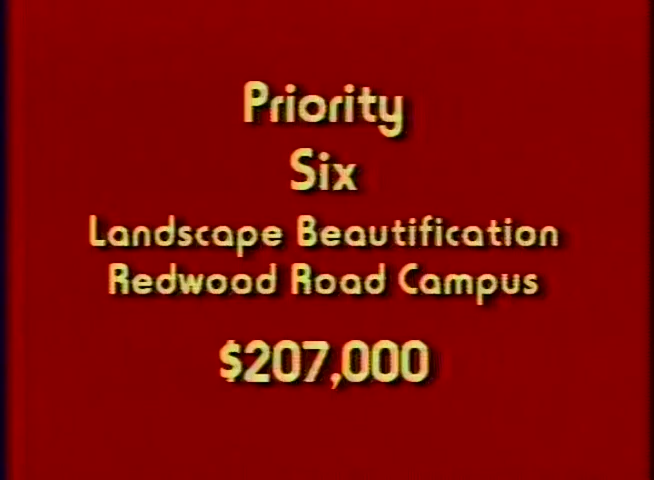 Priority
Six
Landscape Beautification
Redwood Road Campus
$207,000